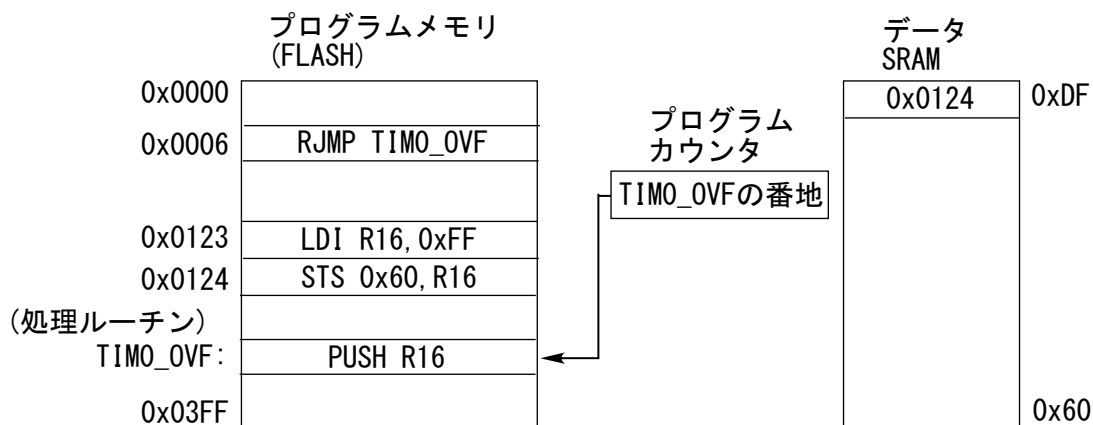 プログラムメモリ
(FLASH)
0x0000
0x0006
RJMP TIM0_OVF
0x0123
LDI R16,0xFF
0x0124
STS 0x60,R16
(処理ルーチン)
TIM0_OVF:
PUSH R16
0x03FF
プログラム
カウンタ
TIM0_OVFの番地
データ
SRAM
0x0124
0xDF
0x60